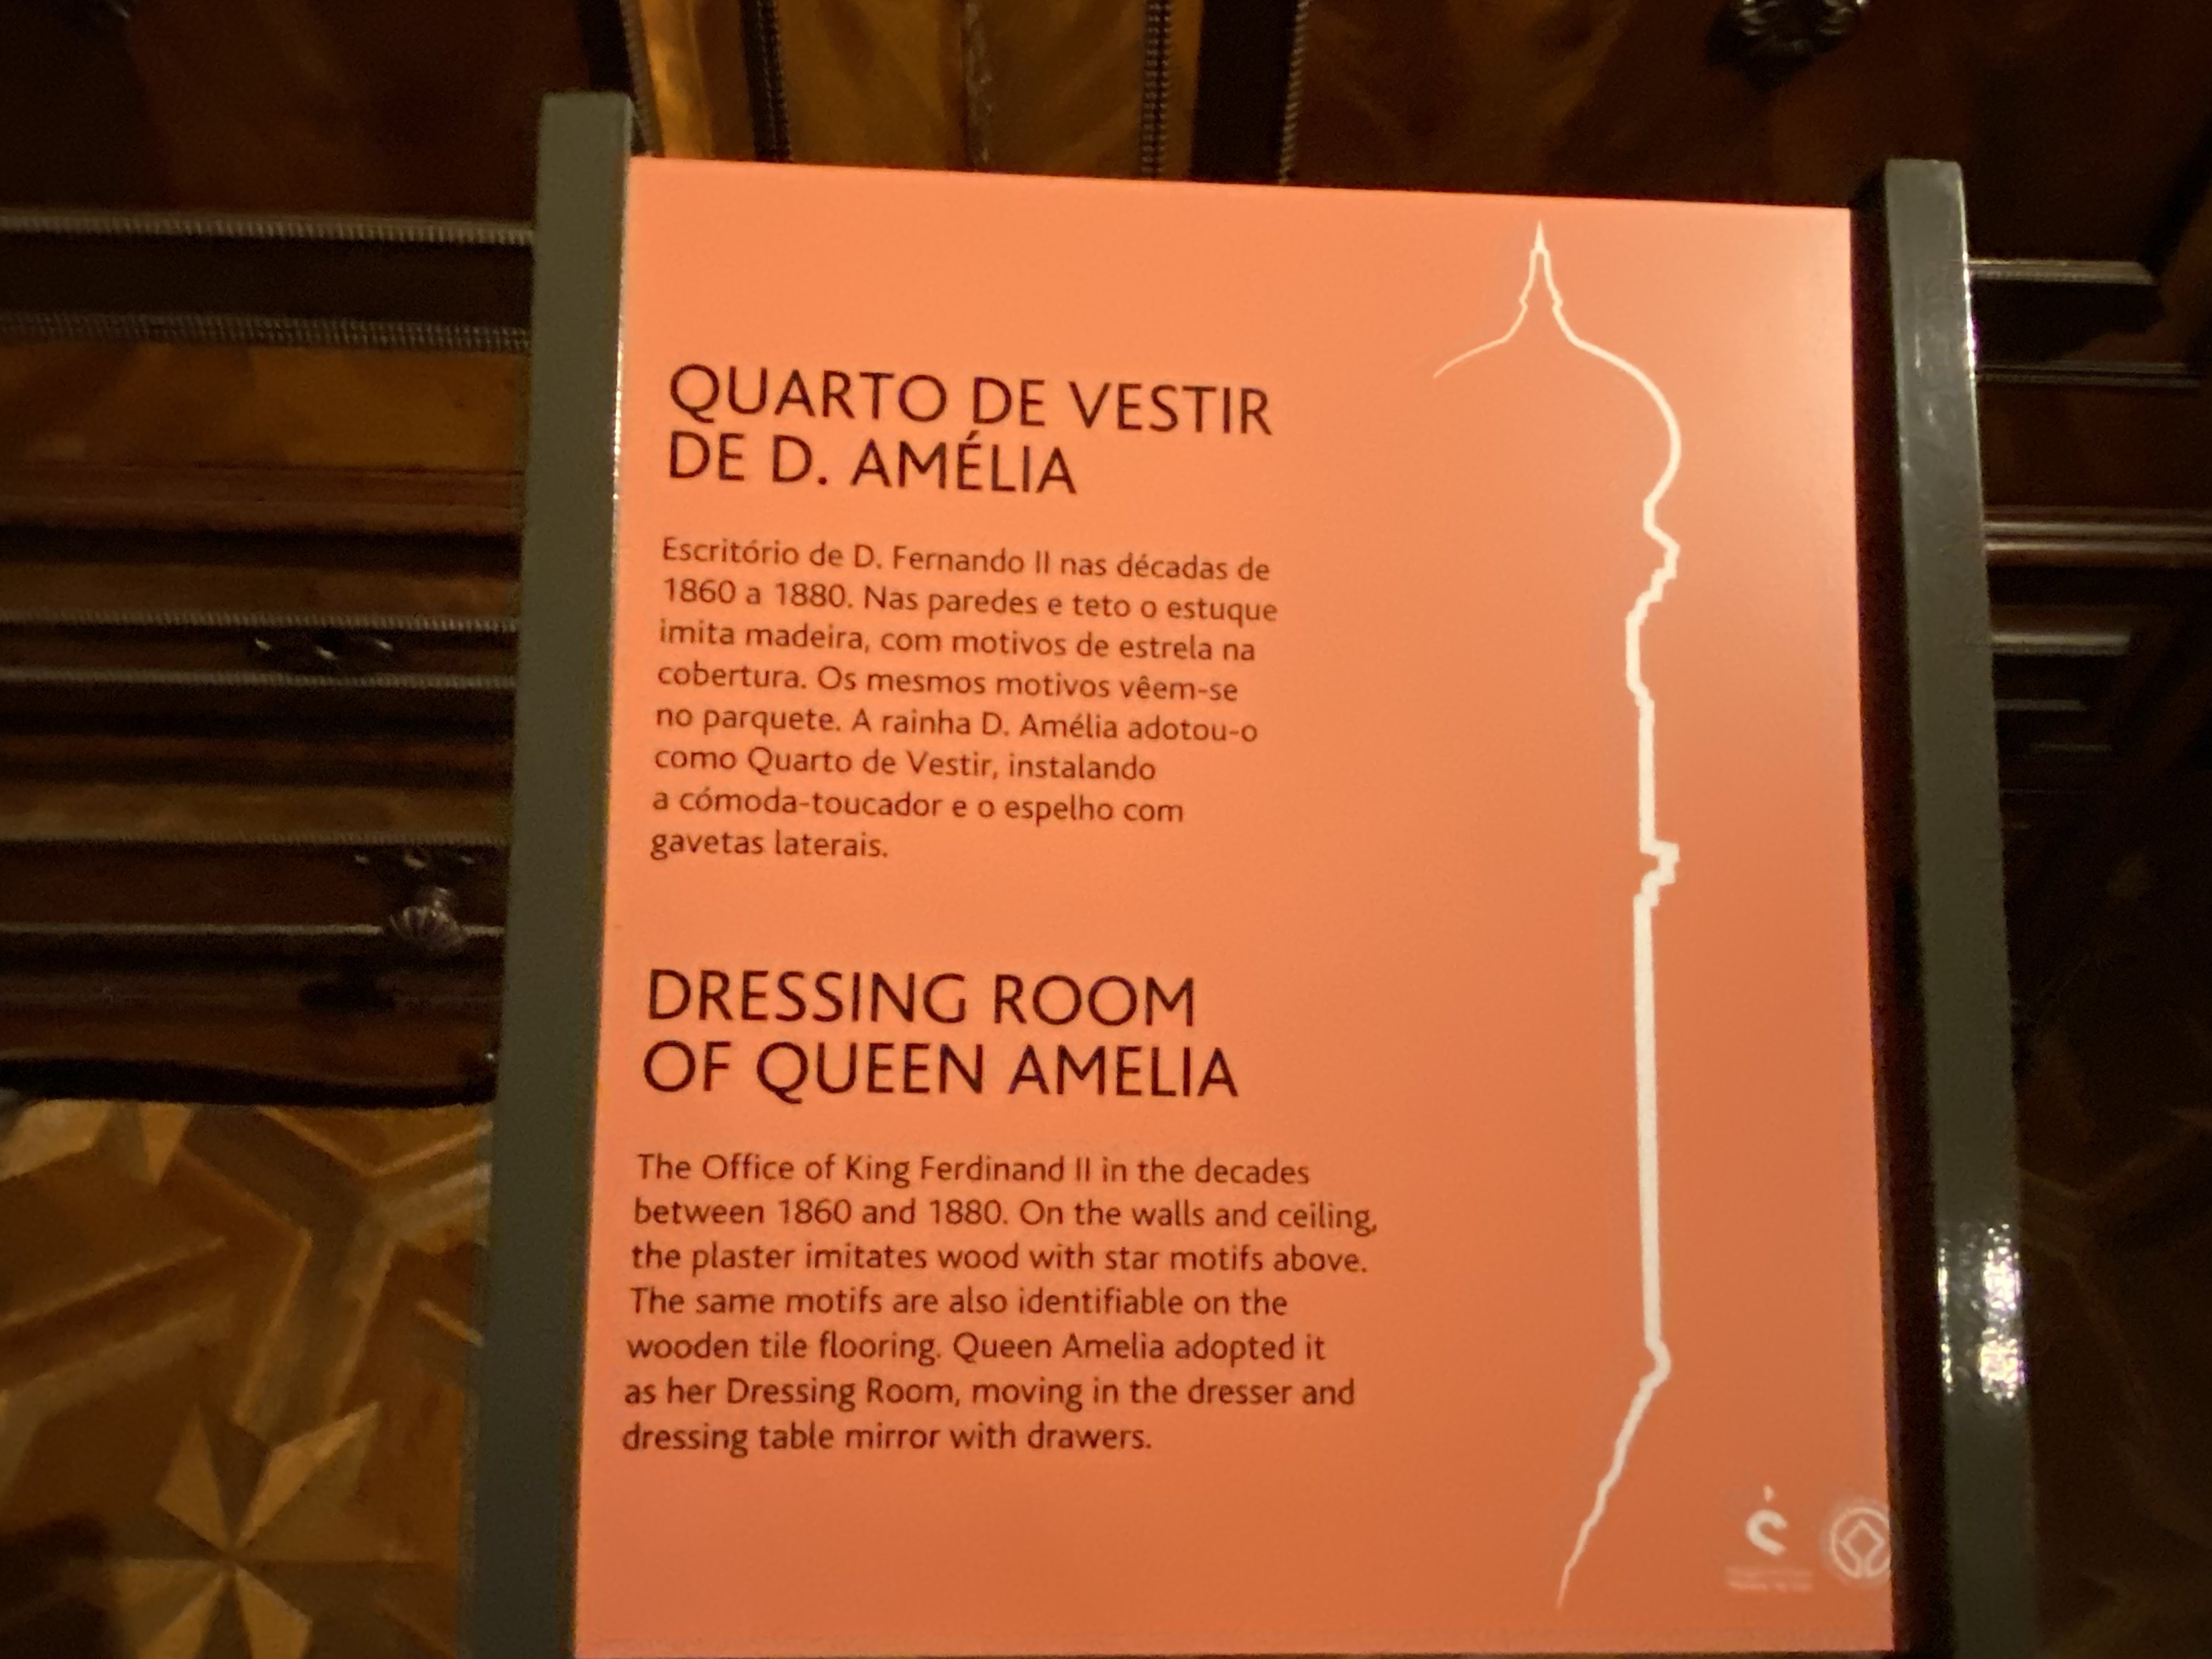 QUARTO DE VESTIR
DE D. AMÉLIA
Escritório de D. Fernando II nas décadas de
1860 a 1880. Nas paredes e teto o estuque
imita madeira, com motivos de estrela na
cobertura. Os mesmos motivos vêem-se
no parquete. A rainha D. Amélia adotou-o
como Quarto de Vestir, instalando
a cómoda-toucador e o espelho com
gavetas laterais.
DRESSING ROOM
OF QUEEN AMELIA
The Office of King Ferdinand II in the decades
between 1860 and 1880. On the walls and ceiling,
the plaster imitates wood with star motifs above.
The same motifs are also identifiable on the
wooden tile flooring. Queen Amelia adopted it
as her Dressing Room, moving in the dresser and
dressing table mirror with drawers.